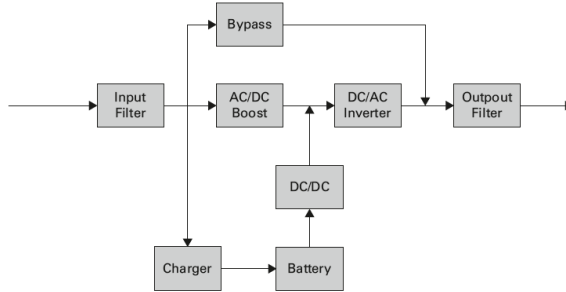 Bypass
Input
Filter
AC/DC
Boost
DC/AC
Inverter
Outpout
Filter
DC/DC
Charger
Battery